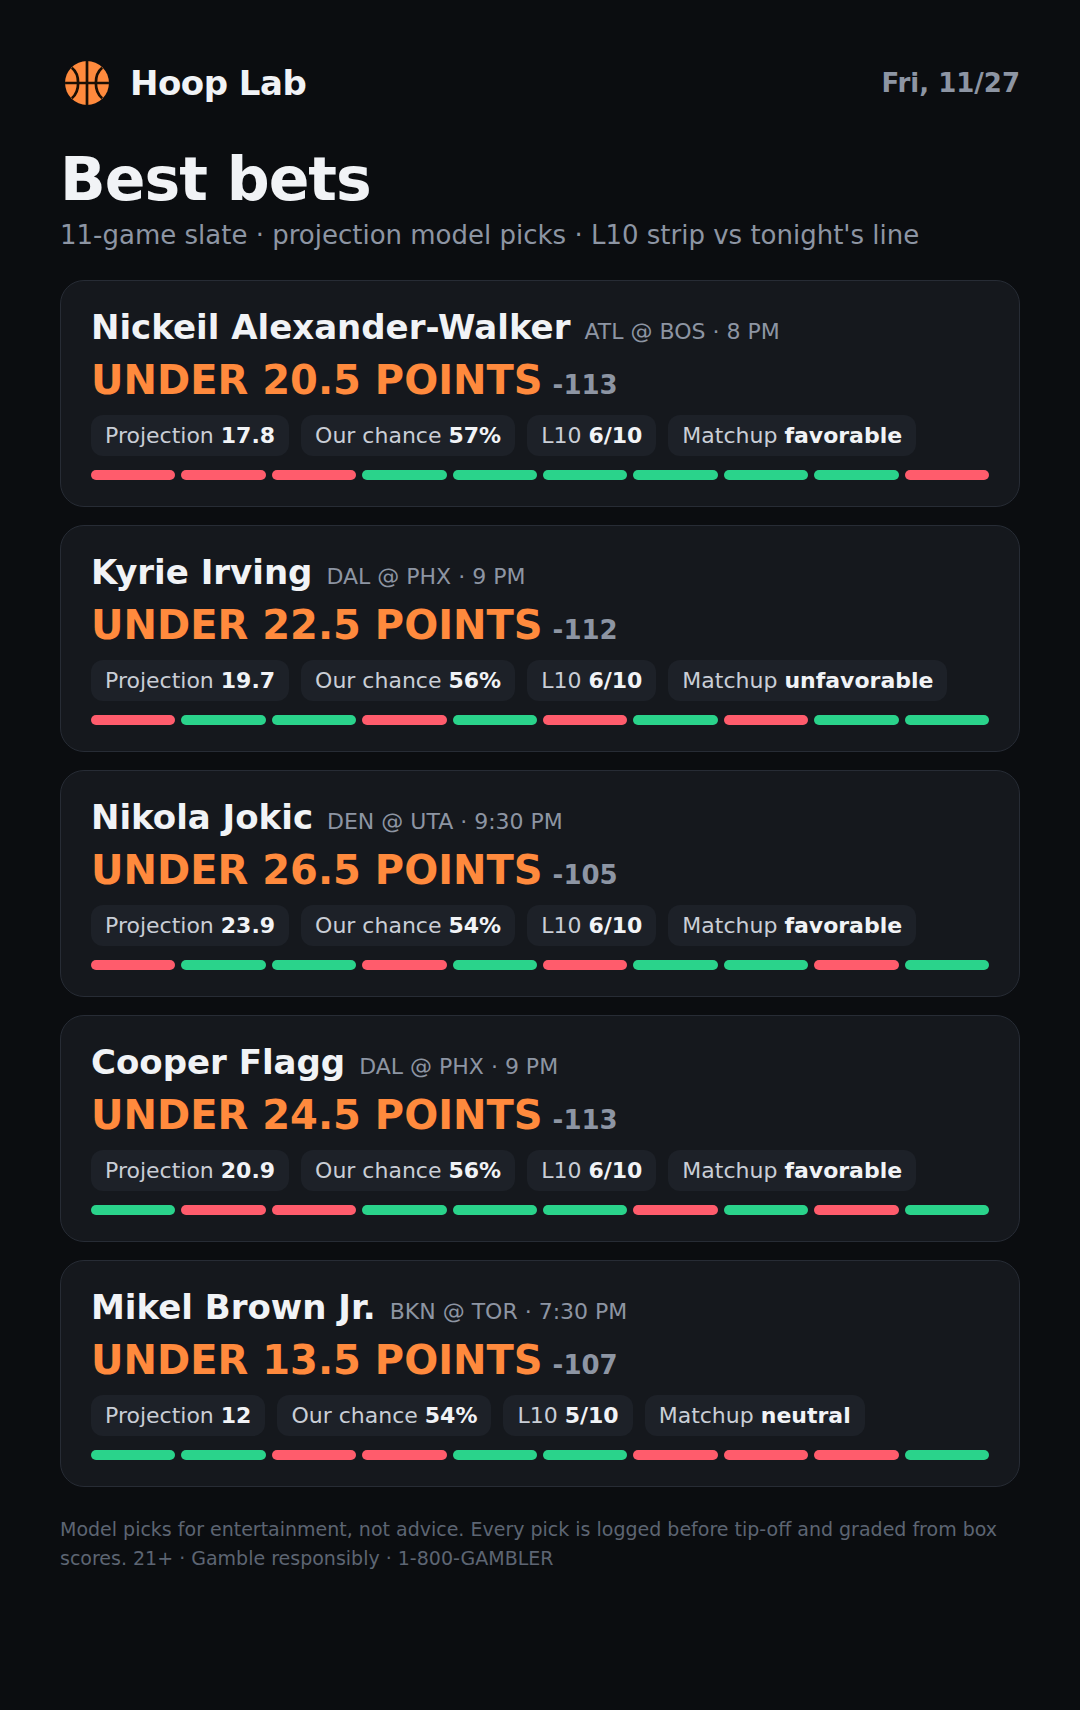 Hoop Lab
Fri, 11/27
Best bets
11-game slate · projection model picks · L10 strip vs tonight's line
Nickeil Alexander-Walker ATL @ BOS · 8 PM
UNDER 20.5 POINTS -113
Projection 17.8 Our chance 57% L10 6/10 Matchup favorable
Kyrie Irving DAL @ PHX · 9 PM
UNDER 22.5 POINTS -112
Projection 19.7 Our chance 56% L10 6/10 Matchup unfavorable
Nikola Jokic DEN @ UTA · 9:30 PM
UNDER 26.5 POINTS -105
Projection 23.9 Our chance 54% L10 6/10 Matchup favorable
Cooper Flagg DAL @ PHX · 9 PM
UNDER 24.5 POINTS -113
Projection 20.9 Our chance 56% L10 6/10 Matchup favorable
Mikel Brown Jr. BKN @ TOR · 7:30 PM
UNDER 13.5 POINTS -107
Projection 12 Our chance 54% L10 5/10 Matchup neutral
Model picks for entertainment, not advice. Every pick is logged before tip-off and graded from box
scores. 21+ · Gamble responsibly · 1-800-GAMBLER